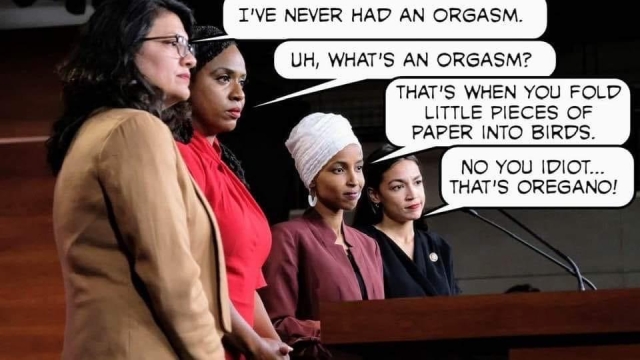 I'VE NEVER HAD AN ORGASM.
UH, WHAT'S AN ORGASM?
THAT'S WHEN YOU FOLD
LITTLE PIECES OF
PAPER INTO BIRDS.
NO YOU IDIOT...
THAT'S OREGANO!